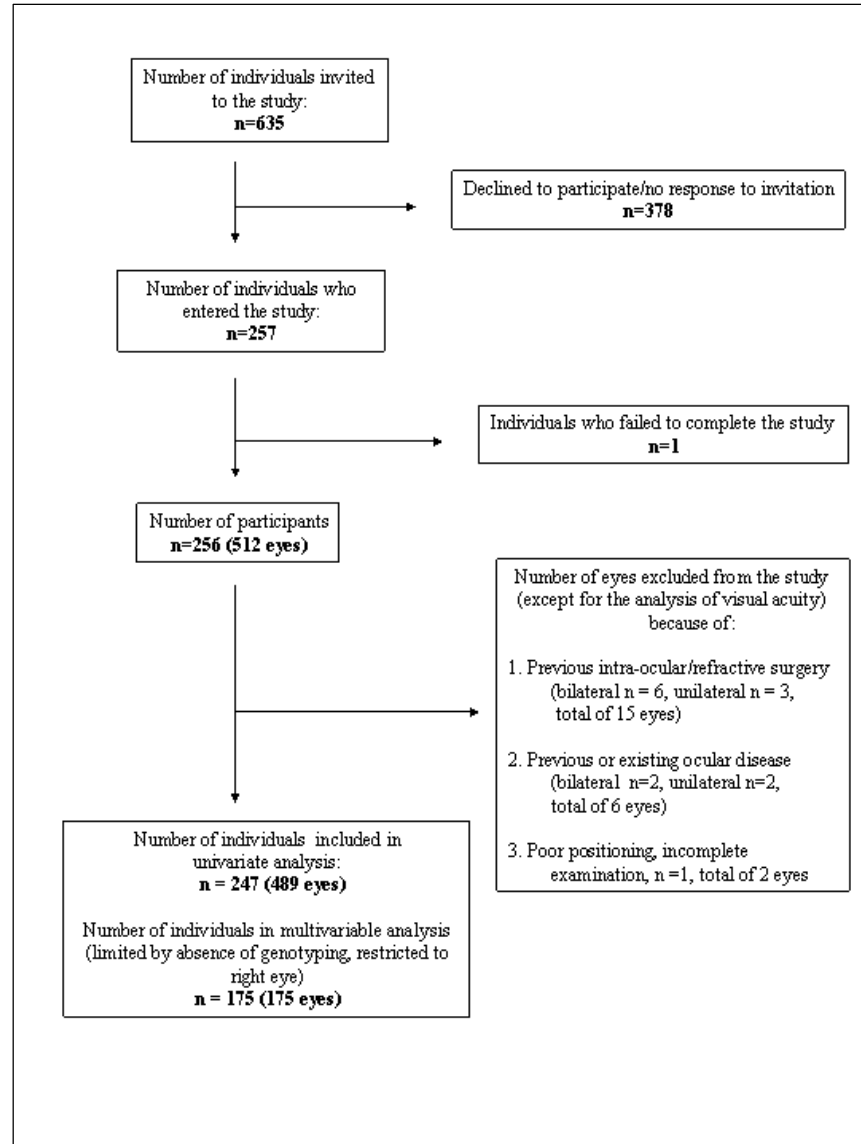 Number of individuals invited
to the study:
n=635
Declined to participate/no response to invitation
n=378
Number of individuals who
entered the study:
n=257
Individuals who failed to complete the study
n=1
Number of participants
n=256 (512 eyes)
Number of eyes excluded from the study
(except for the analysis of visual acuity)
because of:
1. Previous intra-ocular/refractive surgery
(bilateral n = 6, unilateral n = 3,
total of 15 eyes)
2. Previous or existing ocular disease
(bilateral n=2, unilateral n=2,
total of 6 eyes)
3. Poor positioning, incomplete
examination, n =1, total of 2 eyes
Number of individuals included in
univariate analysis:
n = 247 (489 eyes)
Number of individuals in multivariable analysis
(limited by absence of genotyping, restricted to
right eye)
n = 175 (175 eyes)